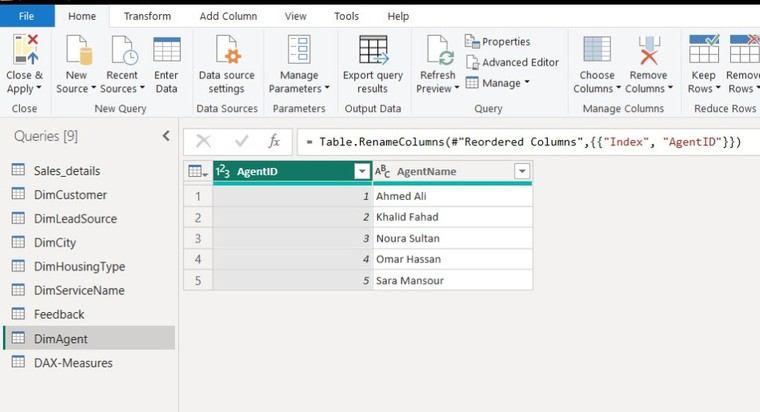 File Home Transform Add Column View Tools Help
Close & Apply New Source Recent Sources Enter Data Data source settings Manage Parameters Export query results Refresh Preview Properties Advanced Editor Manage Choose Columns Remove Columns Keep Rows Remove Rows
Close New Query Data Sources Parameters Output Data Query Manage Columns Reduce Rows
Queries [9]
fx = Table.RenameColumns(#"Reordered Columns",{{"Index", "AgentID"}})
Sales_details
DimCustomer
DimLeadSource
DimCity
DimHousingType
DimServiceName
Feedback
DimAgent
DAX-Measures
123 AgentID ABC AgentName
1 1 Ahmed Ali
2 2 Khalid Fahad
3 3 Noura Sultan
4 4 Omar Hassan
5 5 Sara Mansour